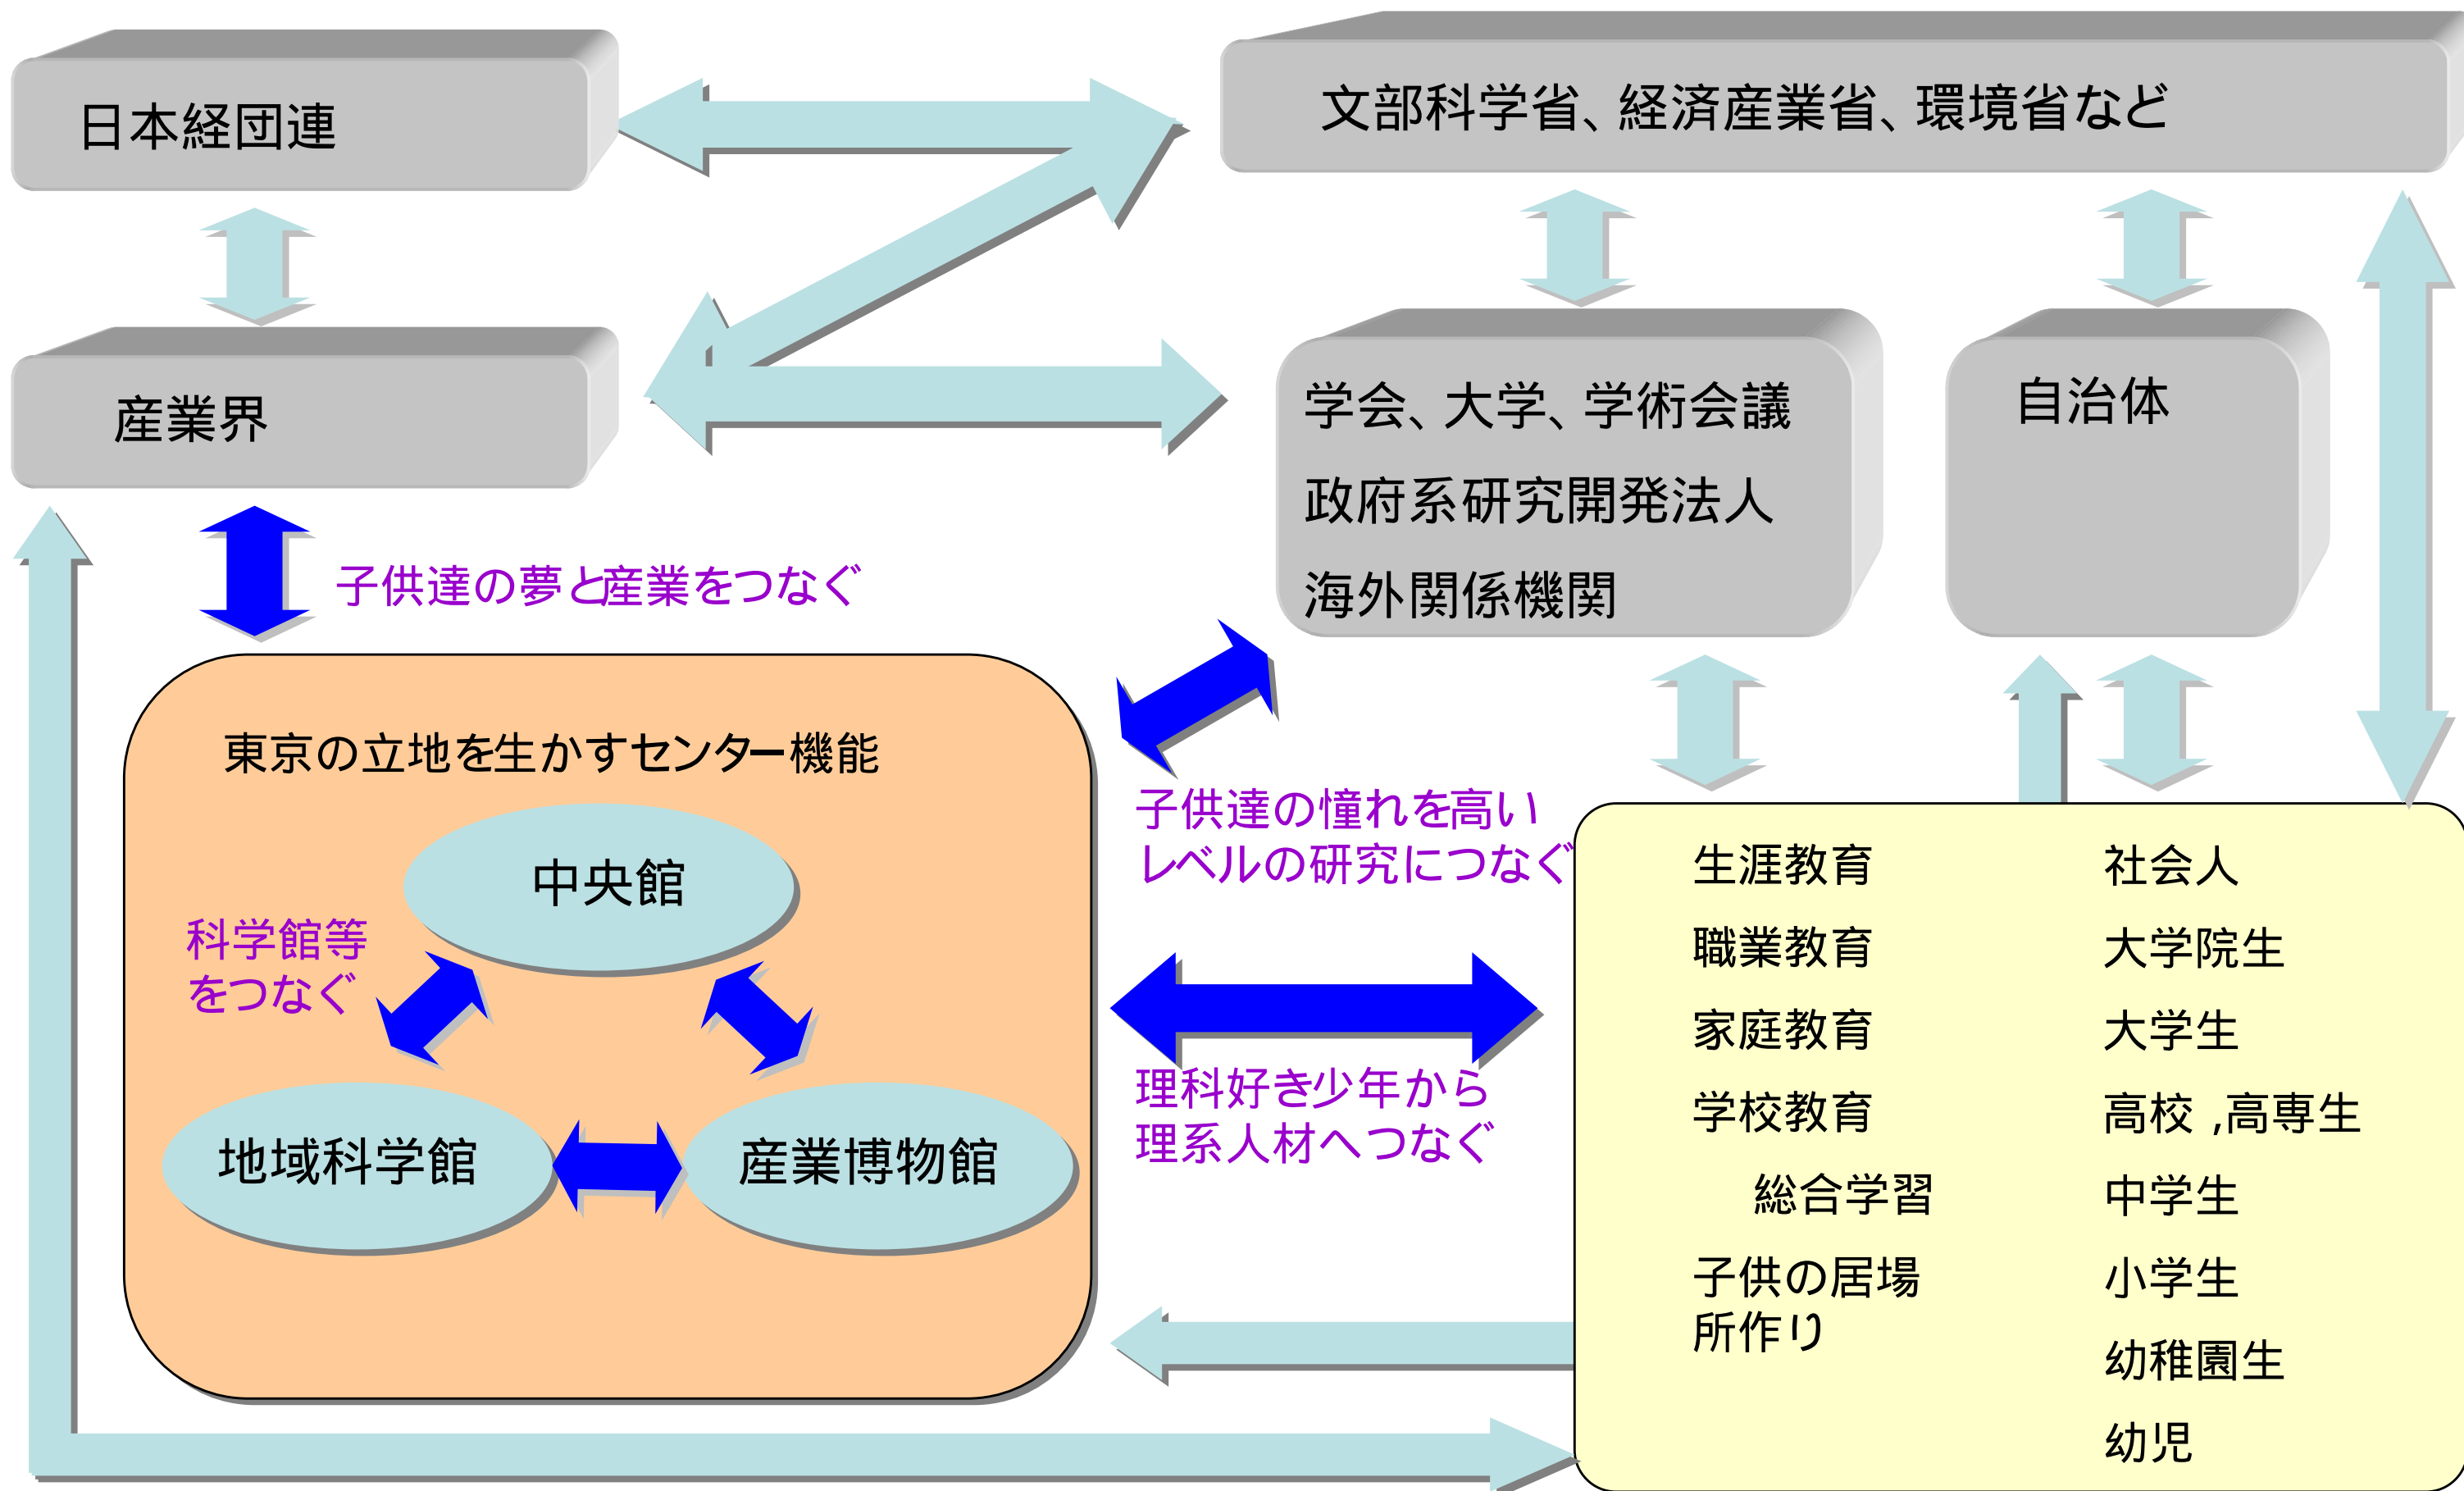 日本経団連
文部科学省、経済産業省、環境省など
産業界
学会、大学、学術会議
政府系研究開発法人
海外関係機関
自治体
子供達の夢と産業をつなぐ
東京の立地を生かすセンター機能
中央館
科学館等
をつなぐ
地域科学館
産業博物館
子供達の憧れを高い
レベルの研究につなぐ
理科好き少年から
理系人材へつなぐ
生涯教育
職業教育
家庭教育
学校教育
総合学習
子供の居場
所作り
社会人
大学院生
大学生
高校 ,高専生
中学生
小学生
幼稚園生
幼児